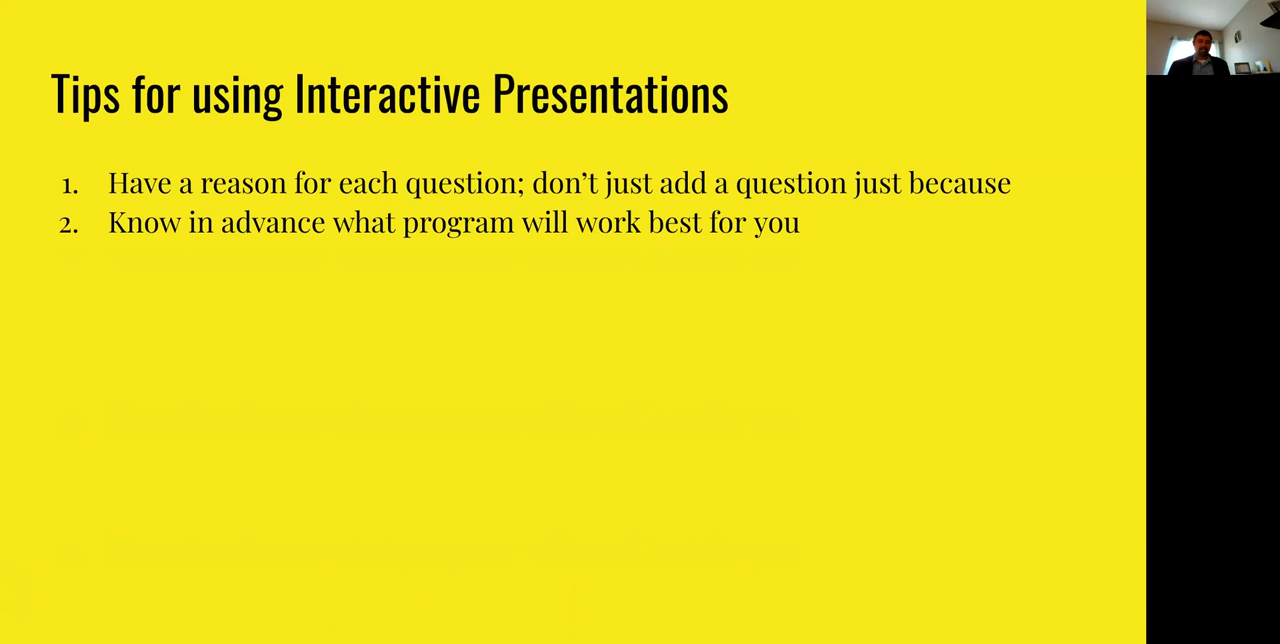 Tips for using Interactive Presentations
1. Have a reason for each question; don’t just add a question just because
2. Know in advance what program will work best for you